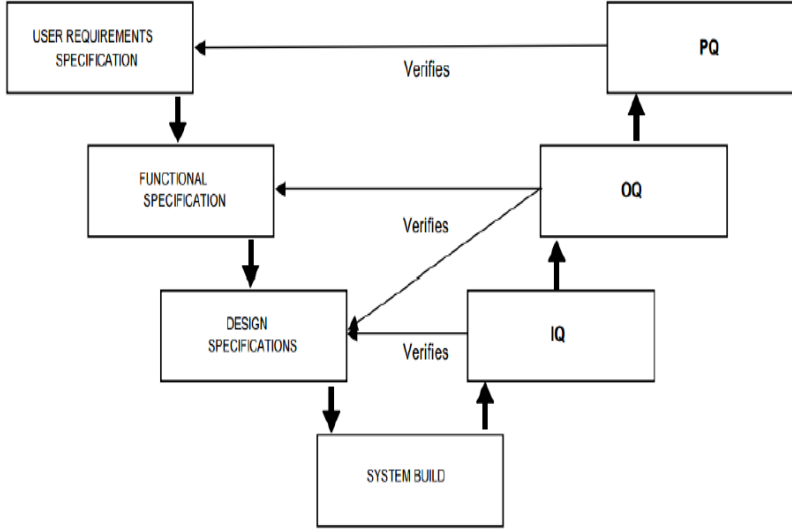 USER REQUIREMENTS
SPECIFICATION
PQ
Verifies
FUNCTIONAL
SPECIFICATION
OQ
Verifies
DESIGN
SPECIFICATIONS
IQ
Verifies
SYSTEM BUILD